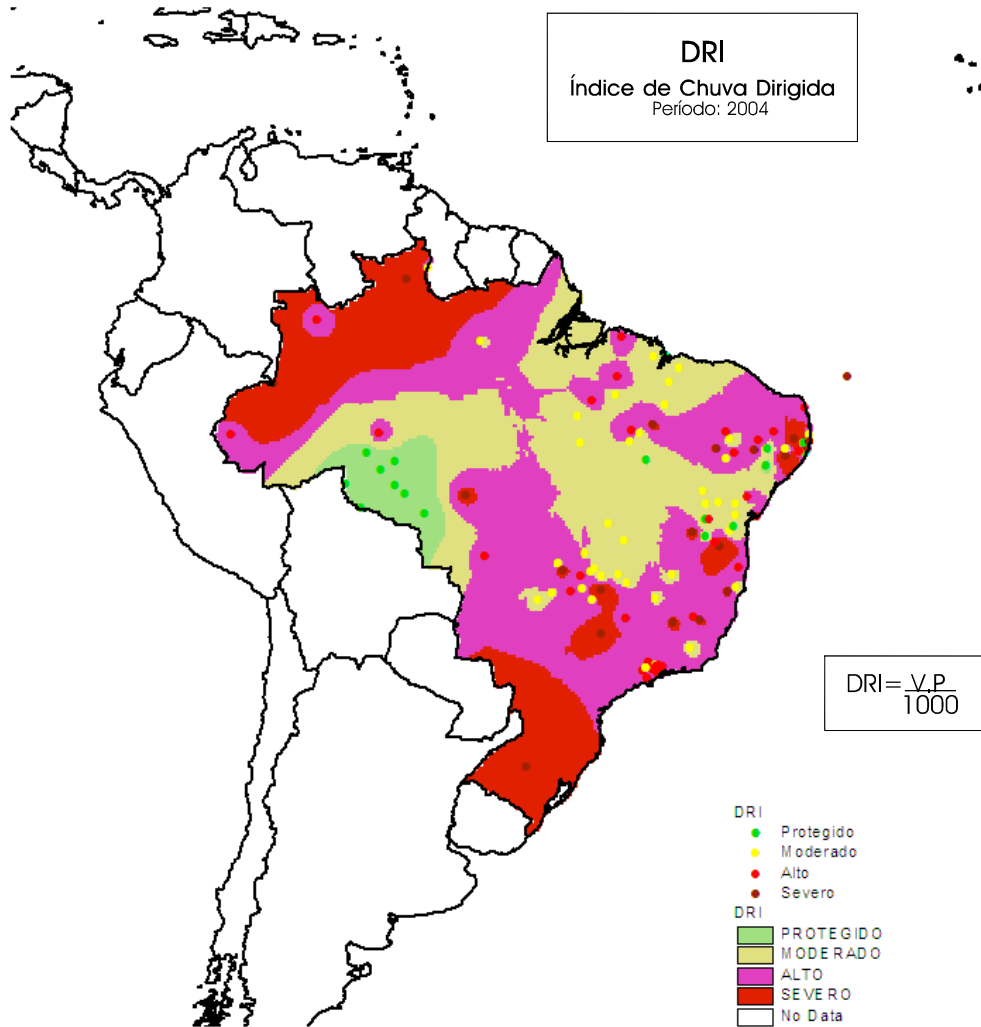 DRI
Índice de Chuva Dirigida
Período: 2004
DRI= V.P
1000
DRI
Protegido
Moderado
Alto
Severo
DRI
PROTEGIDO
MODERADO
ALTO
SEVERO
No Data